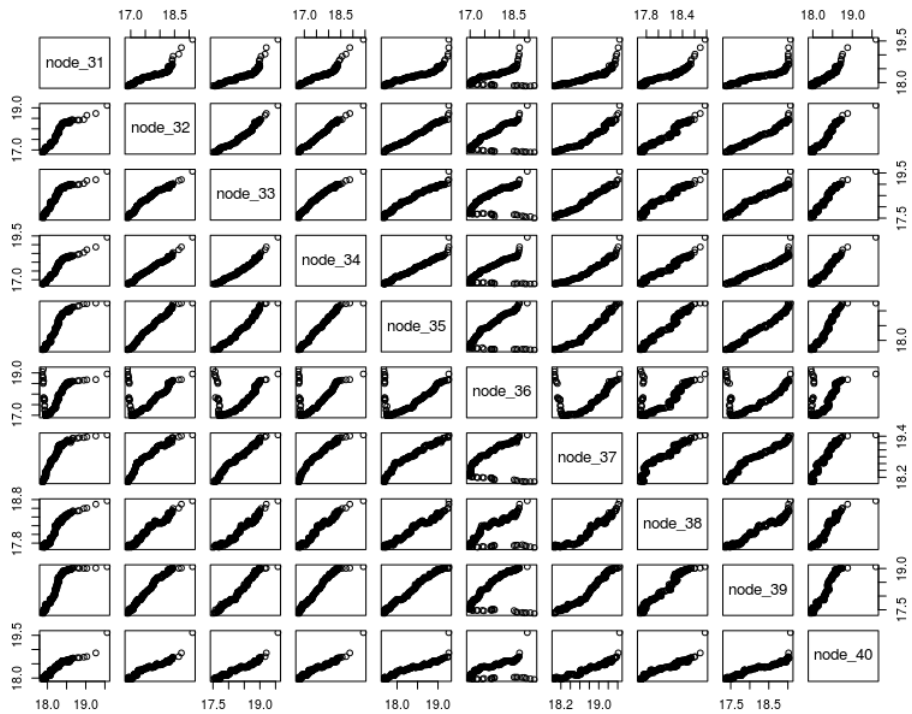 17.0 18.5 17.0 18.5 17.0 18.5 17.8 18.4 18.0 19.0
node_31 18.0 19.5
17.0 19.0 node_32
node_33 17.5 19.5
17.0 19.5 node_34
node_35 18.0
17.0 19.0 node_36
node_37 18.2 19.4
17.8 18.8 node_38
node_39 17.5 19.0
18.0 19.5 node_40
18.0 19.0 17.5 19.0 18.0 19.0 18.2 19.0 17.5 18.5